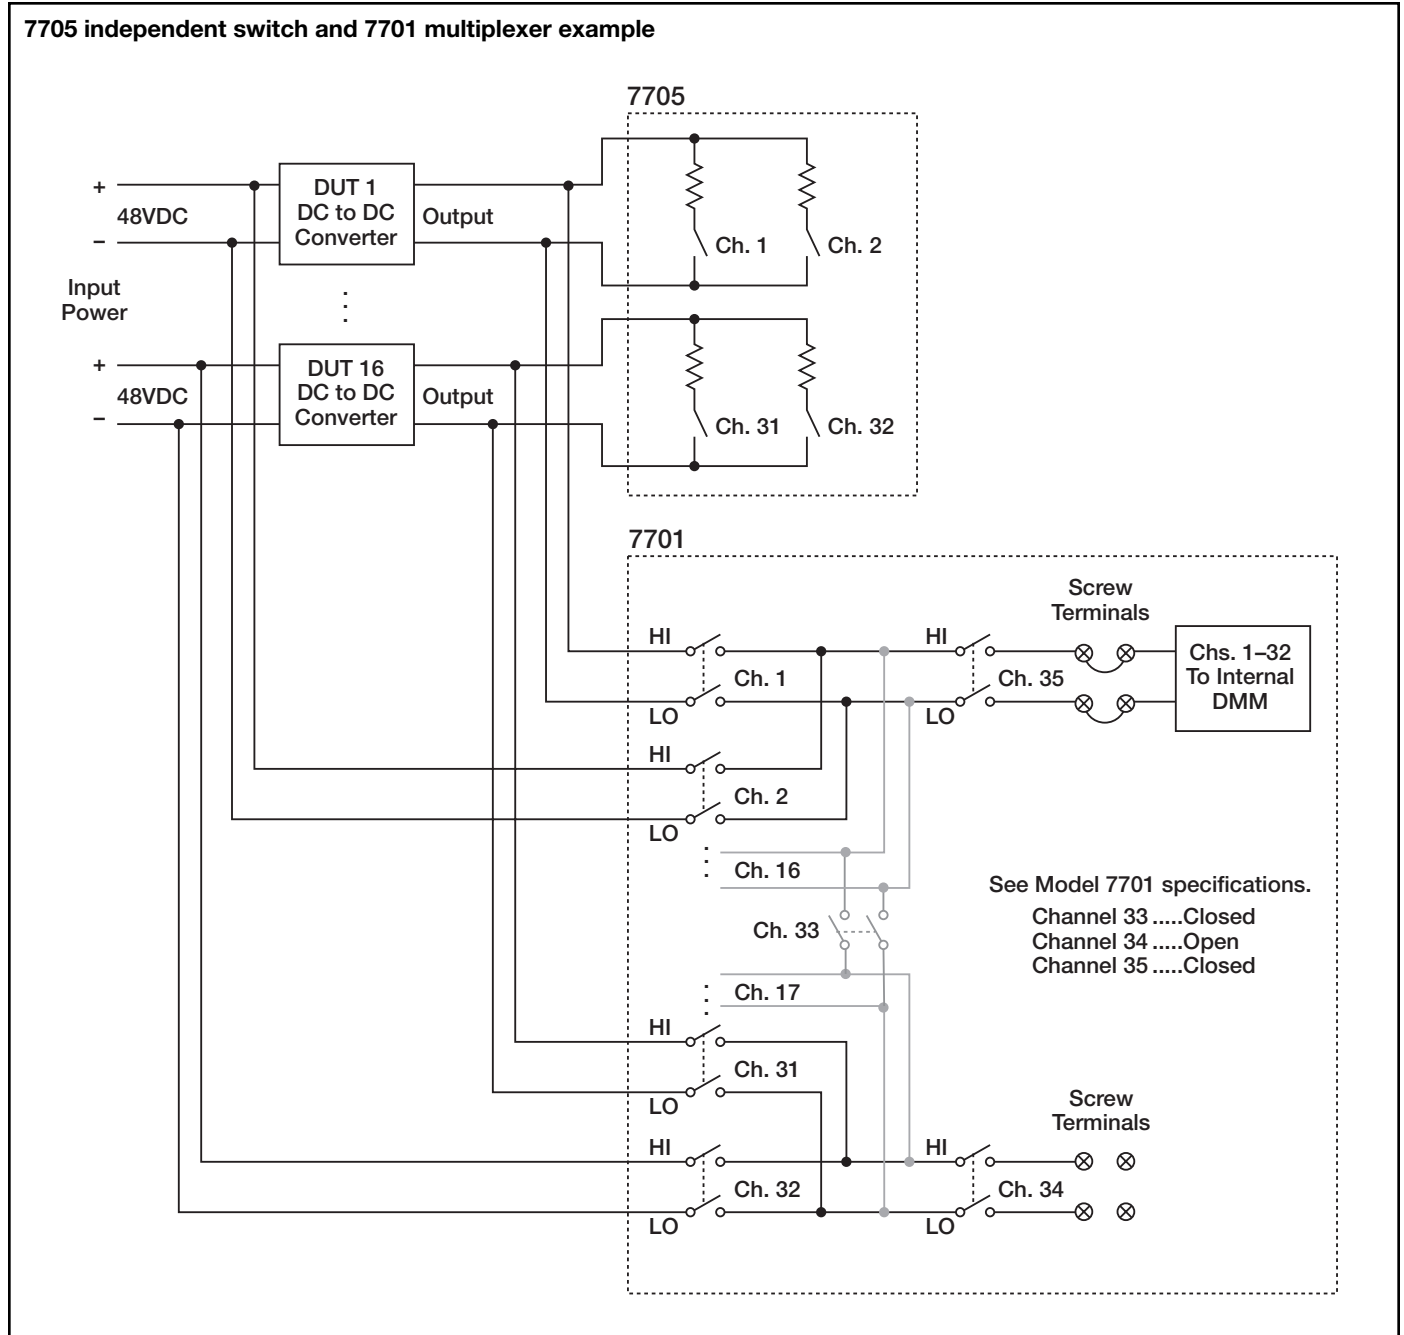 7705 independent switch and 7701 multiplexer example
7705
+
48VDC
–
DUT 1
DC to DC
Converter
Output
Ch. 1
Ch. 2
Input
Power
+
48VDC
–
DUT 16
DC to DC
Converter
Output
Ch. 31
Ch. 32
7701
HI
LO
Ch. 1
HI
LO
Ch. 35
Screw
Terminals
Chs. 1–32
To Internal
DMM
HI
LO
Ch. 2
Ch. 16
Ch. 33
Ch. 17
See Model 7701 specifications.
Channel 33 .....Closed
Channel 34 .....Open
Channel 35 .....Closed
HI
LO
Ch. 31
HI
LO
Ch. 32
HI
LO
Ch. 34
Screw
Terminals